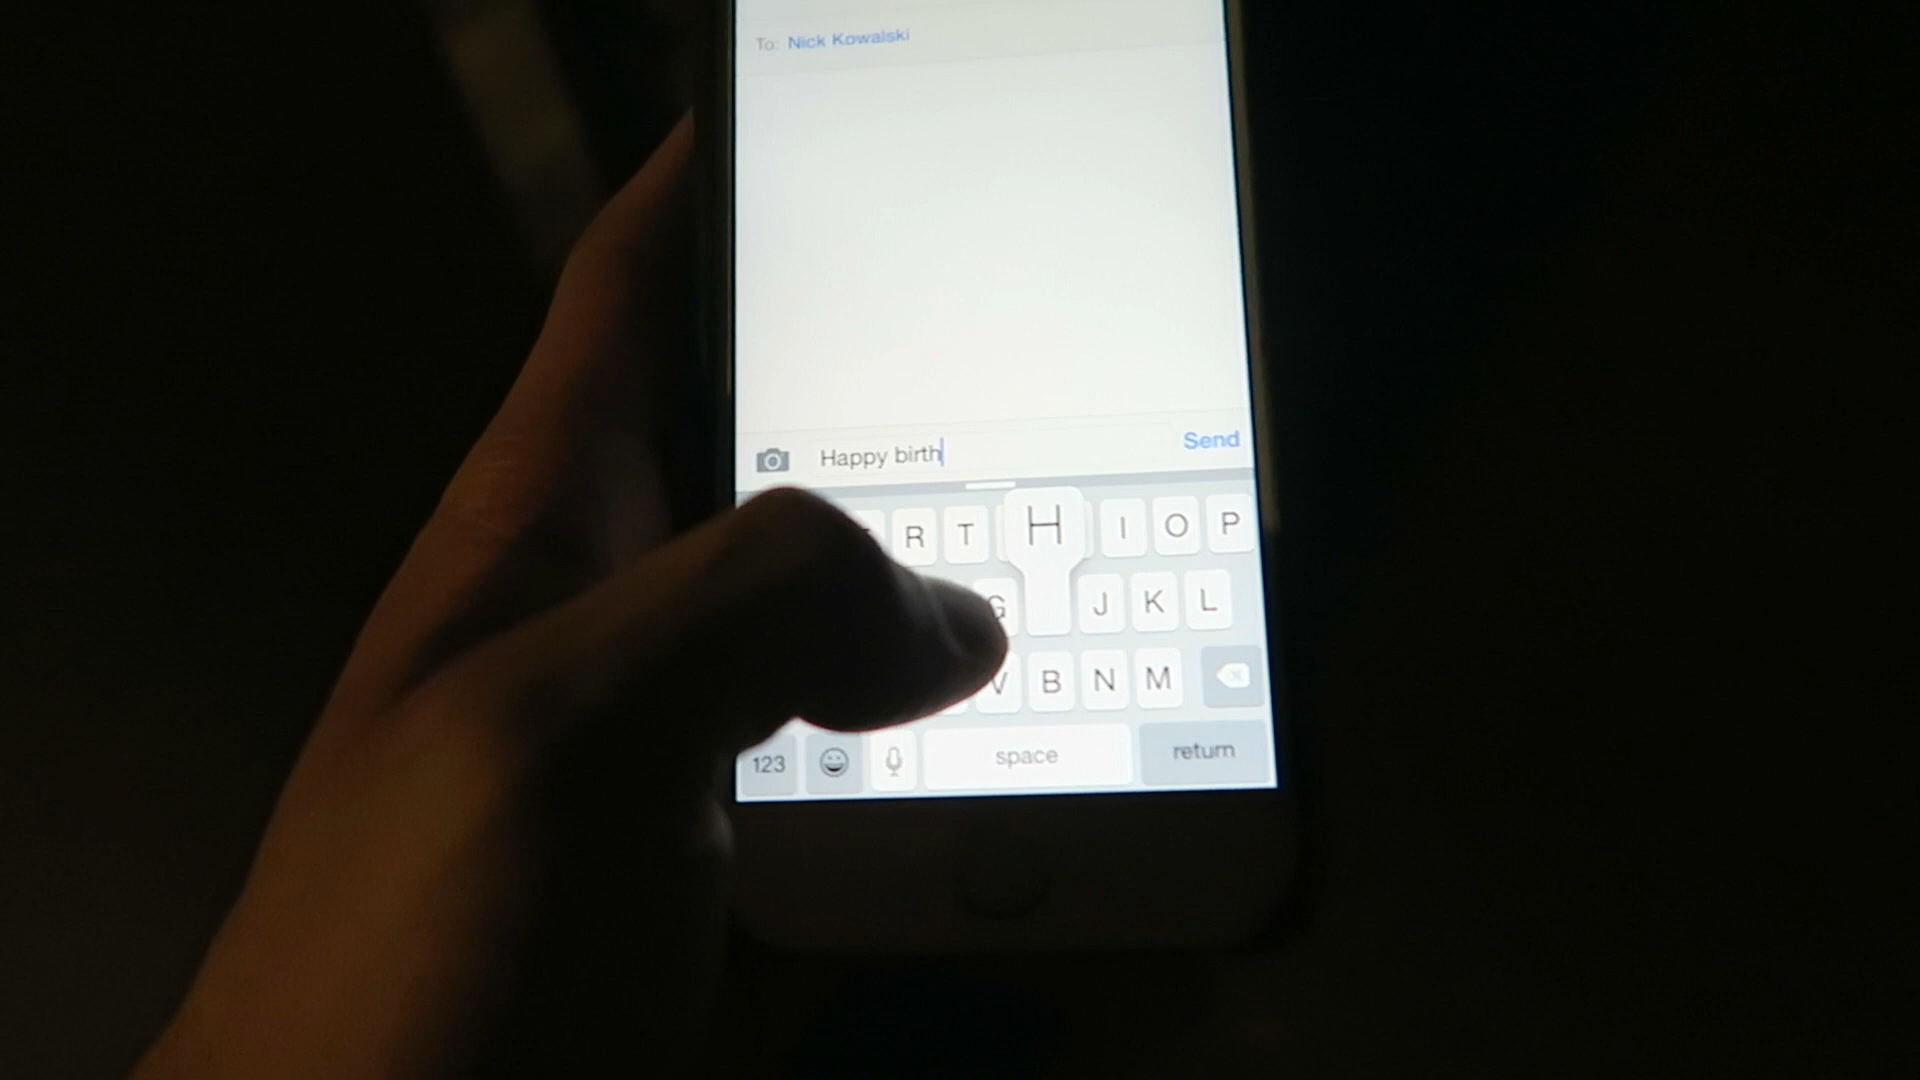 To: Nick Kowalski
Happy birth
Send
R T H I O P
G J K L
V B N M
123 space return